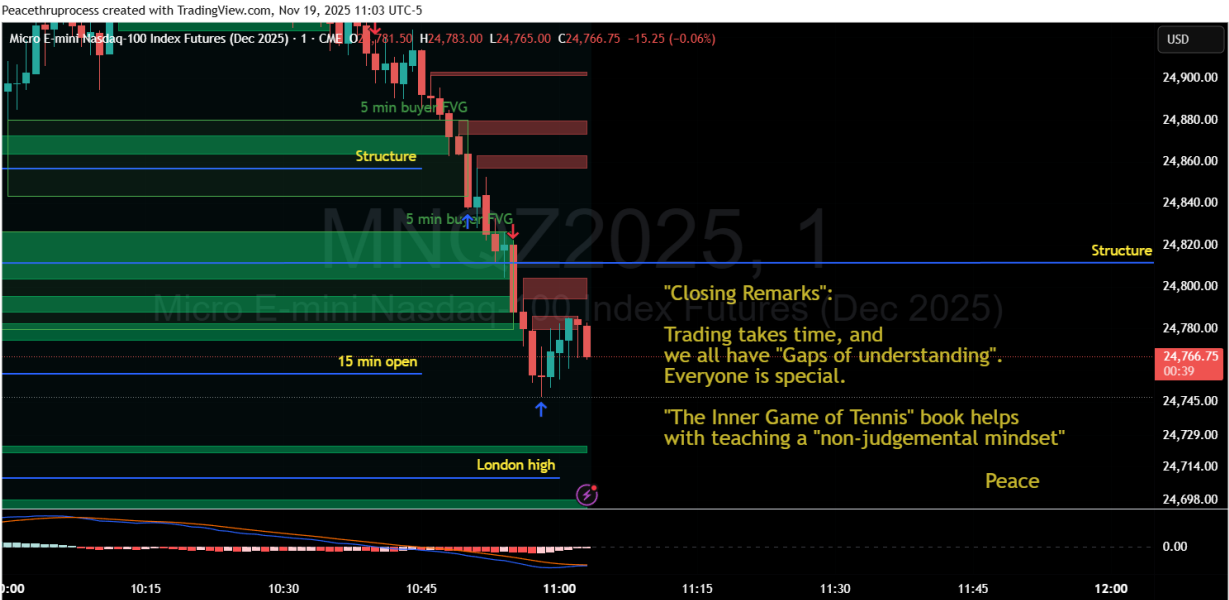 Peacethruprocess created with TradingView.com, Nov 19, 2025 11:03 UTC-5
Micro E-mini Nasdaq-100 Index Futures (Dec 2025) · 1 · CME O24,781.50 H24,783.00 L24,765.00 C24,766.75 −15.25 (−0.06%)
USD
24,900.00
5 min buyer FVG
24,880.00
Structure
24,860.00
24,840.00
5 min buyer FVG
MNQZ2025, 1
24,820.00
Structure
24,800.00
"Closing Remarks":
Micro E-mini Nasdaq-100 Index Futures (Dec 2025)
24,780.00
Trading takes time, and
we all have "Gaps of understanding".
Everyone is special.
15 min open
24,766.75
00:39
24,745.00
"The Inner Game of Tennis" book helps
with teaching a "non-judgemental mindset"
24,729.00
London high
24,714.00
Peace
24,698.00
0.00
0:00 10:15 10:30 10:45 11:00 11:15 11:30 11:45 12:00